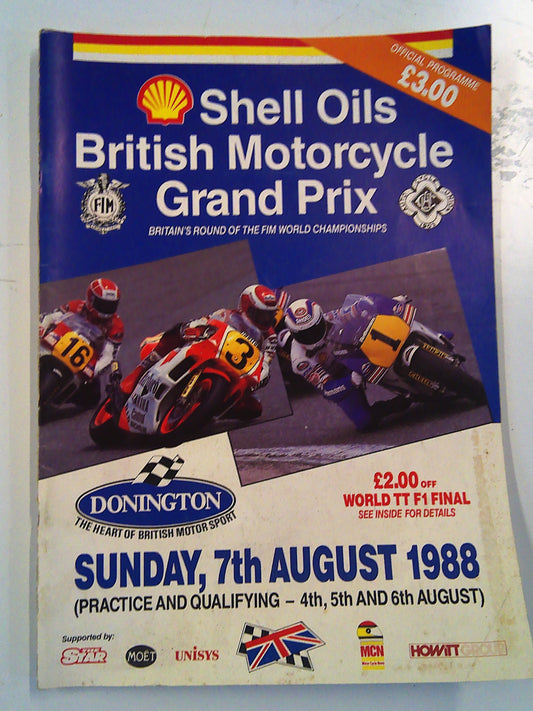 OFFICIAL PROGRAMME
£3.00
Shell Oils
British Motorcycle
Grand Prix
FIM
BRITAIN'S ROUND OF THE FIM WORLD CHAMPIONSHIPS
16
3
1
DONINGTON
THE HEART OF BRITISH MOTOR SPORT
£2.00 OFF
WORLD TT F1 FINAL
SEE INSIDE FOR DETAILS
SUNDAY, 7th AUGUST 1988
(PRACTICE AND QUALIFYING – 4th, 5th AND 6th AUGUST)
Supported by:
STAR
MOËT
UNISYS
MCN
Motor Cycle News
HOWITT GROUP